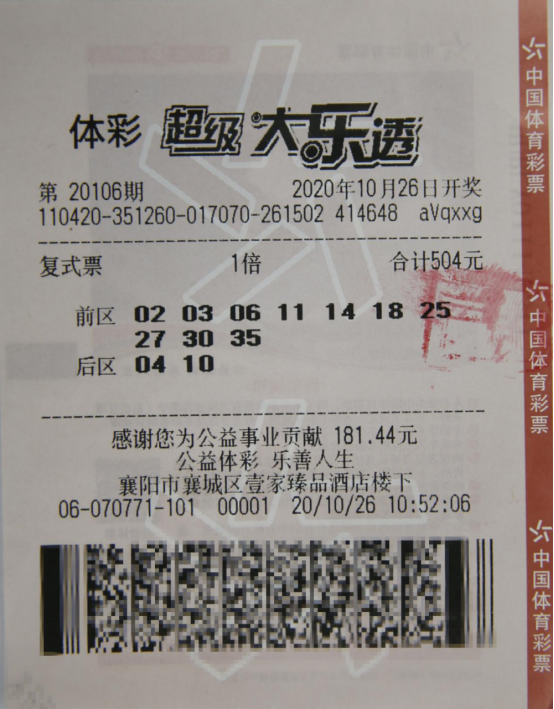 体彩 超级大乐透
第 20106期 2020年10月26日开奖
110420-351260-017070-261502 414648 aVqxxg
复式票 1倍 合计504元
前区 02 03 06 11 14 18 25
27 30 35
后区 04 10
感谢您为公益事业贡献 181.44元
公益体彩 乐善人生
襄阳市襄城区壹家臻品酒店楼下
06-070771-101 00001 20/10/26 10:52:06
中国体育彩票
中国体育彩票
中国体育彩票